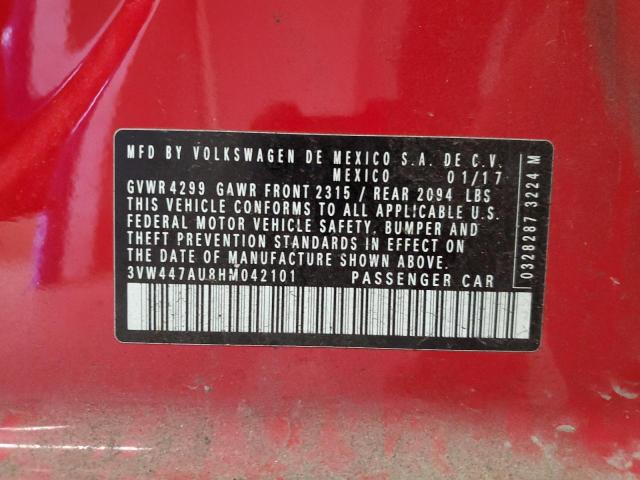 MFD BY VOLKSWAGEN DE MEXICO S.A. DE C.V.
MEXICO 01/17
GVWR 4299 GAWR FRONT 2315 / REAR 2094 LBS
THIS VEHICLE CONFORMS TO ALL APPLICABLE U.S.
FEDERAL MOTOR VEHICLE SAFETY, BUMPER AND
THEFT PREVENTION STANDARDS IN EFFECT ON
THE DATE OF MANUFACTURE SHOWN ABOVE.
3VW447AU8HM042101 PASSENGER CAR
0328287 3224 M